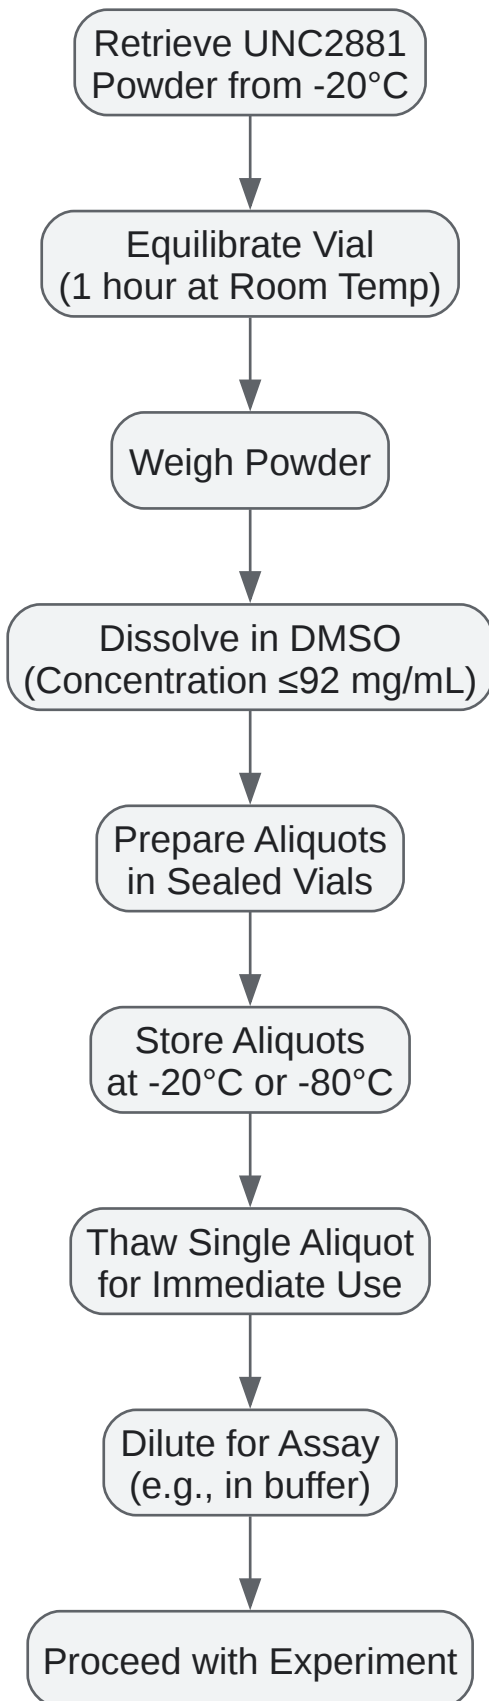 Retrieve UNC2881
Powder from -20°C
Equilibrate Vial
(1 hour at Room Temp)
Weigh Powder
Dissolve in DMSO
(Concentration ≤92 mg/mL)
Prepare Aliquots
in Sealed Vials
Store Aliquots
at -20°C or -80°C
Thaw Single Aliquot
for Immediate Use
Dilute for Assay
(e.g., in buffer)
Proceed with Experiment